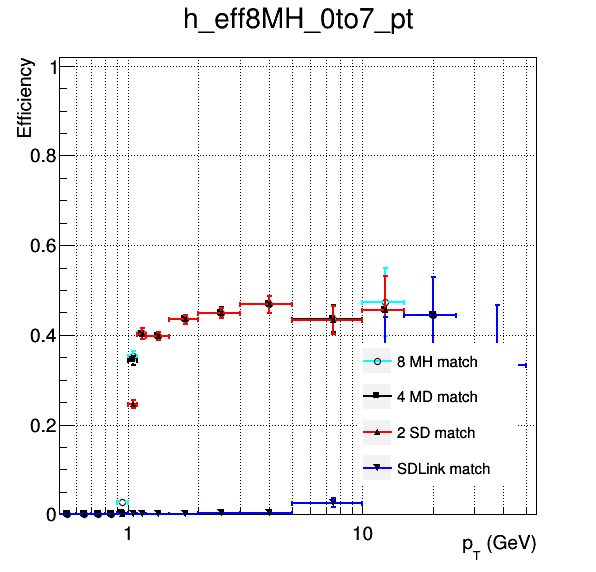 h_eff8MH_0to7_pt
Efficiency
1
0.8
0.6
0.4
0.2
0
8 MH match
4 MD match
2 SD match
SDLink match
1
10
p_T (GeV)